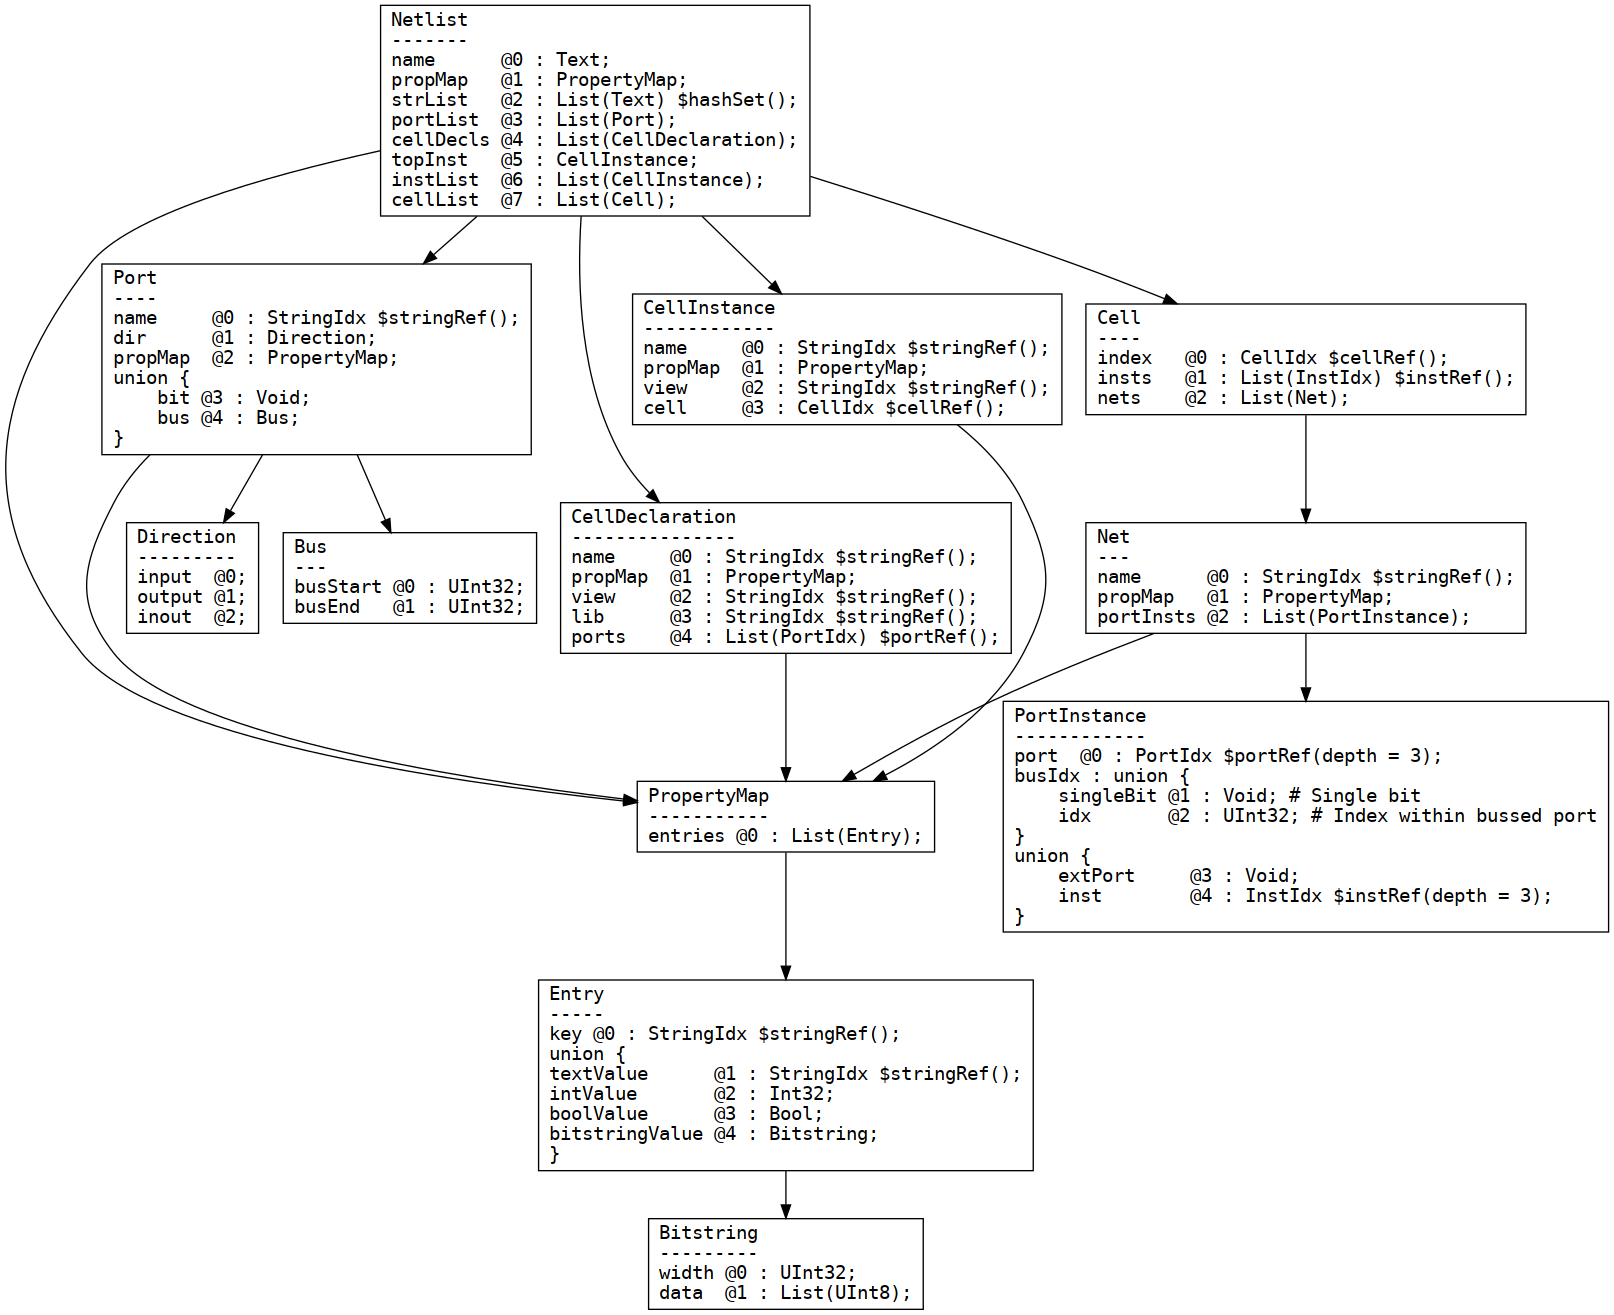 Netlist
-------
name      @0 : Text;
propMap   @1 : PropertyMap;
strList   @2 : List(Text) $hashSet();
portList  @3 : List(Port);
cellDecls @4 : List(CellDeclaration);
topInst   @5 : CellInstance;
instList  @6 : List(CellInstance);
cellList  @7 : List(Cell);
Port
----
name     @0 : StringIdx $stringRef();
dir      @1 : Direction;
propMap  @2 : PropertyMap;
union {
    bit @3 : Void;
    bus @4 : Bus;
}
CellInstance
------------
name     @0 : StringIdx $stringRef();
propMap  @1 : PropertyMap;
view     @2 : StringIdx $stringRef();
cell     @3 : CellIdx $cellRef();
Cell
----
index   @0 : CellIdx $cellRef();
insts   @1 : List(InstIdx) $instRef();
nets    @2 : List(Net);
Direction
---------
input  @0;
output @1;
inout  @2;
Bus
---
busStart @0 : UInt32;
busEnd   @1 : UInt32;
CellDeclaration
---------------
name     @0 : StringIdx $stringRef();
propMap  @1 : PropertyMap;
view     @2 : StringIdx $stringRef();
lib      @3 : StringIdx $stringRef();
ports    @4 : List(PortIdx) $portRef();
Net
---
name      @0 : StringIdx $stringRef();
propMap   @1 : PropertyMap;
portInsts @2 : List(PortInstance);
PortInstance
------------
port  @0 : PortIdx $portRef(depth = 3);
busIdx : union {
    singleBit @1 : Void; # Single bit
    idx       @2 : UInt32; # Index within bussed port
}
union {
    extPort     @3 : Void;
    inst        @4 : InstIdx $instRef(depth = 3);
}
PropertyMap
-----------
entries @0 : List(Entry);
Entry
-----
key @0 : StringIdx $stringRef();
union {
textValue      @1 : StringIdx $stringRef();
intValue       @2 : Int32;
boolValue      @3 : Bool;
bitstringValue @4 : Bitstring;
}
Bitstring
---------
width @0 : UInt32;
data  @1 : List(UInt8);